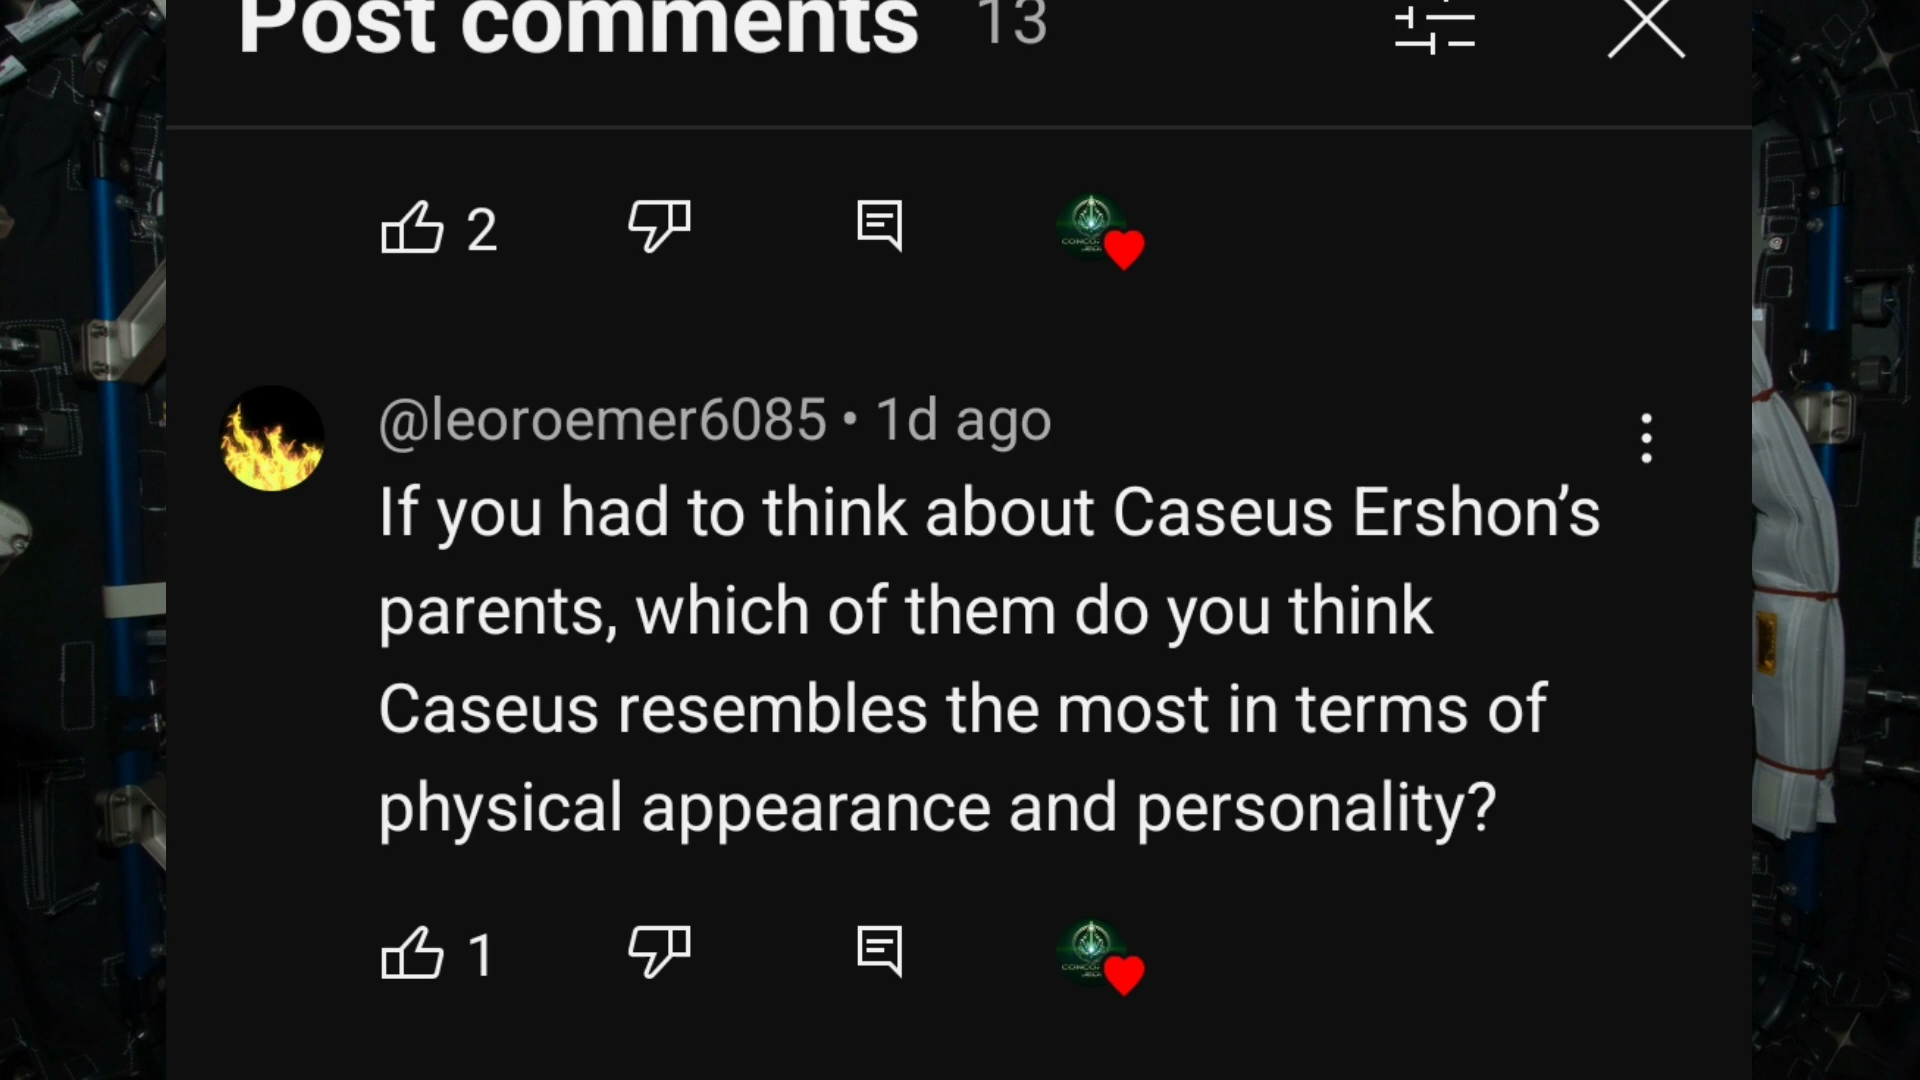 Post comments 13
2
@leoroemer6085 • 1d ago
If you had to think about Caseus Ershon’s
parents, which of them do you think
Caseus resembles the most in terms of
physical appearance and personality?
1